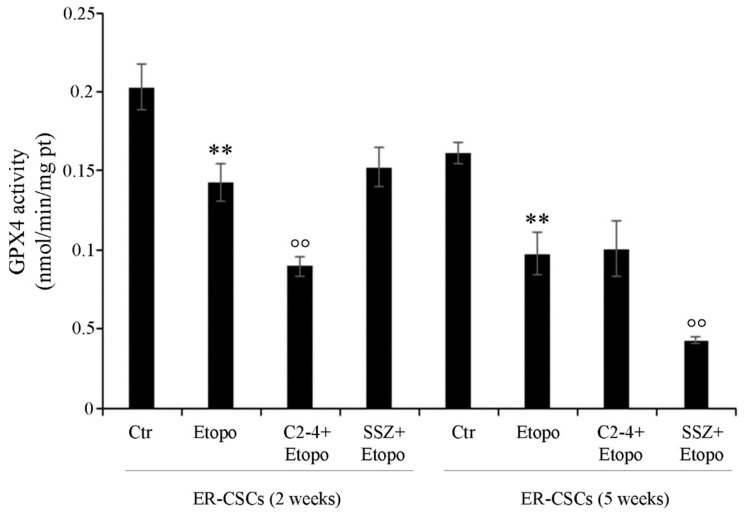 0.25
0.2
0.15
0.1
0.5
0
GPX4 activity
(nmol/min/mg pt)
**
°°
**
°°
Ctr
Etopo
C2-4+
Etopo
SSZ+
Etopo
Ctr
Etopo
C2-4+
Etopo
SSZ+
Etopo
ER-CSCs (2 weeks)
ER-CSCs (5 weeks)